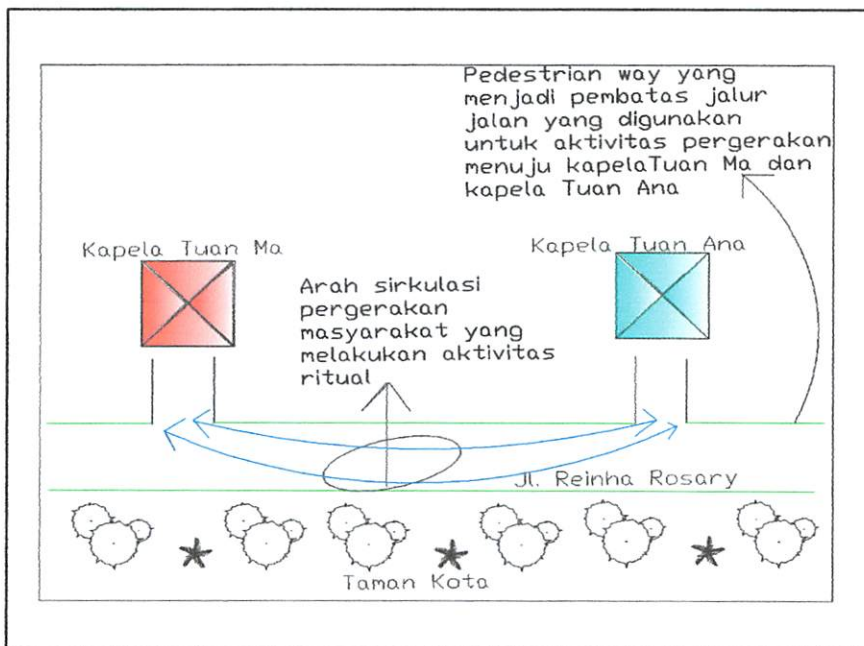 Pedestrian way yang
menjadi pembatas jalur
jalan yang digunakan
untuk aktivitas pergerakan
menuju kapelaTuan Ma dan
kapela Tuan Ana
Kapela Tuan Ma
Kapela Tuan Ana
Arah sirkulasi
pergerakan
masyarakat yang
melakukan aktivitas
ritual
Jl. Reinha Rosary
Taman Kota